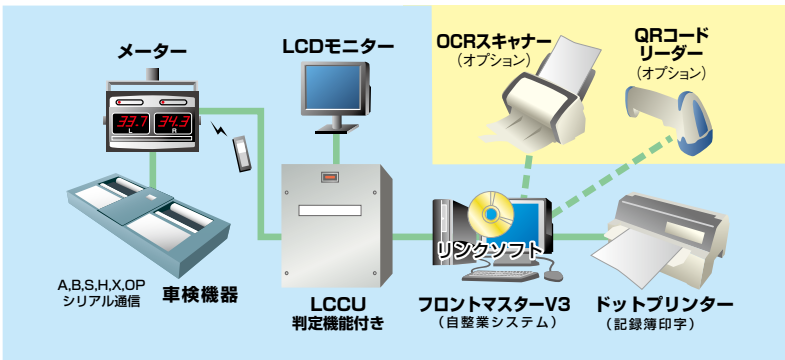 メーター
LCDモニター
OCRスキャナー
（オプション）
QRコード
リーダー
（オプション）
33.7
L
34.3
R
リンクソフト
A,B,S,H,X,OP
シリアル通信
車検機器
LCCU
判定機能付き
フロントマスターV3
（自整業システム）
ドットプリンター
（記録簿印字）